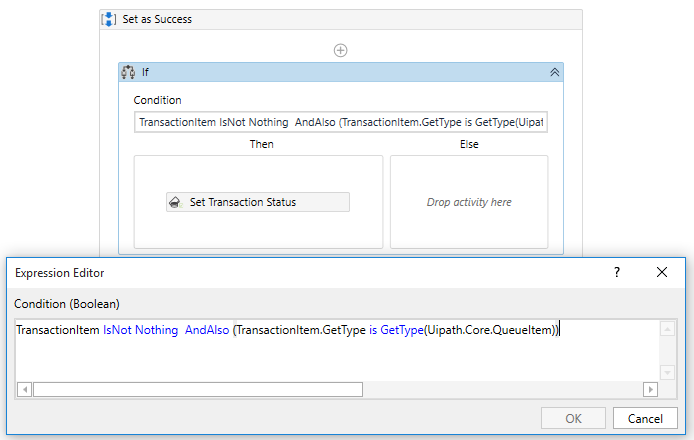 Set as Success
If
Condition
TransactionItem IsNot Nothing  AndAlso (TransactionItem.GetType is GetType(Uipat
Then
Else
Set Transaction Status
Drop activity here
Expression Editor
?
Condition (Boolean)
TransactionItem IsNot Nothing  AndAlso (TransactionItem.GetType is GetType(Uipath.Core.QueueItem))
OK
Cancel